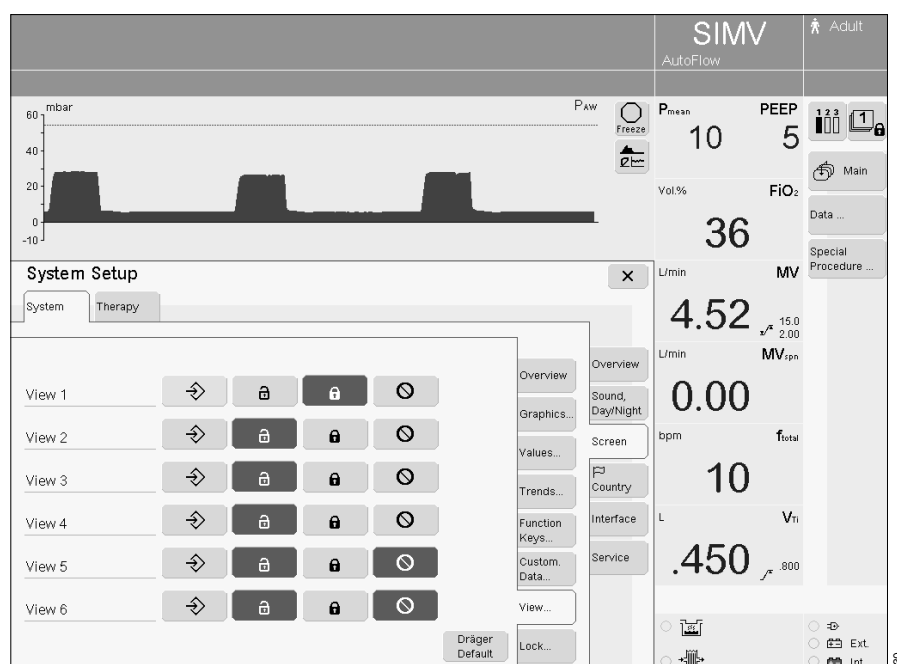 SIMV
AutoFlow
Adult
mbar
60
40
20
0
-10
PAW
Freeze
Pmean
PEEP
10
5
1 2 3
1
Main
Data ...
Special
Procedure ...
Vol.%
FiO2
36
L/min
MV
4.52
15.0
2.00
L/min
MVspn
0.00
bpm
ftotal
10
L
VTi
.450
.800
Ext.
Int.
System Setup
System
Therapy
View 1
View 2
View 3
View 4
View 5
View 6
Dräger
Default
Overview
Graphics...
Values...
Trends...
Function
Keys...
Custom.
Data...
View...
Lock...
Overview
Sound,
Day/Night
Screen
Country
Interface
Service